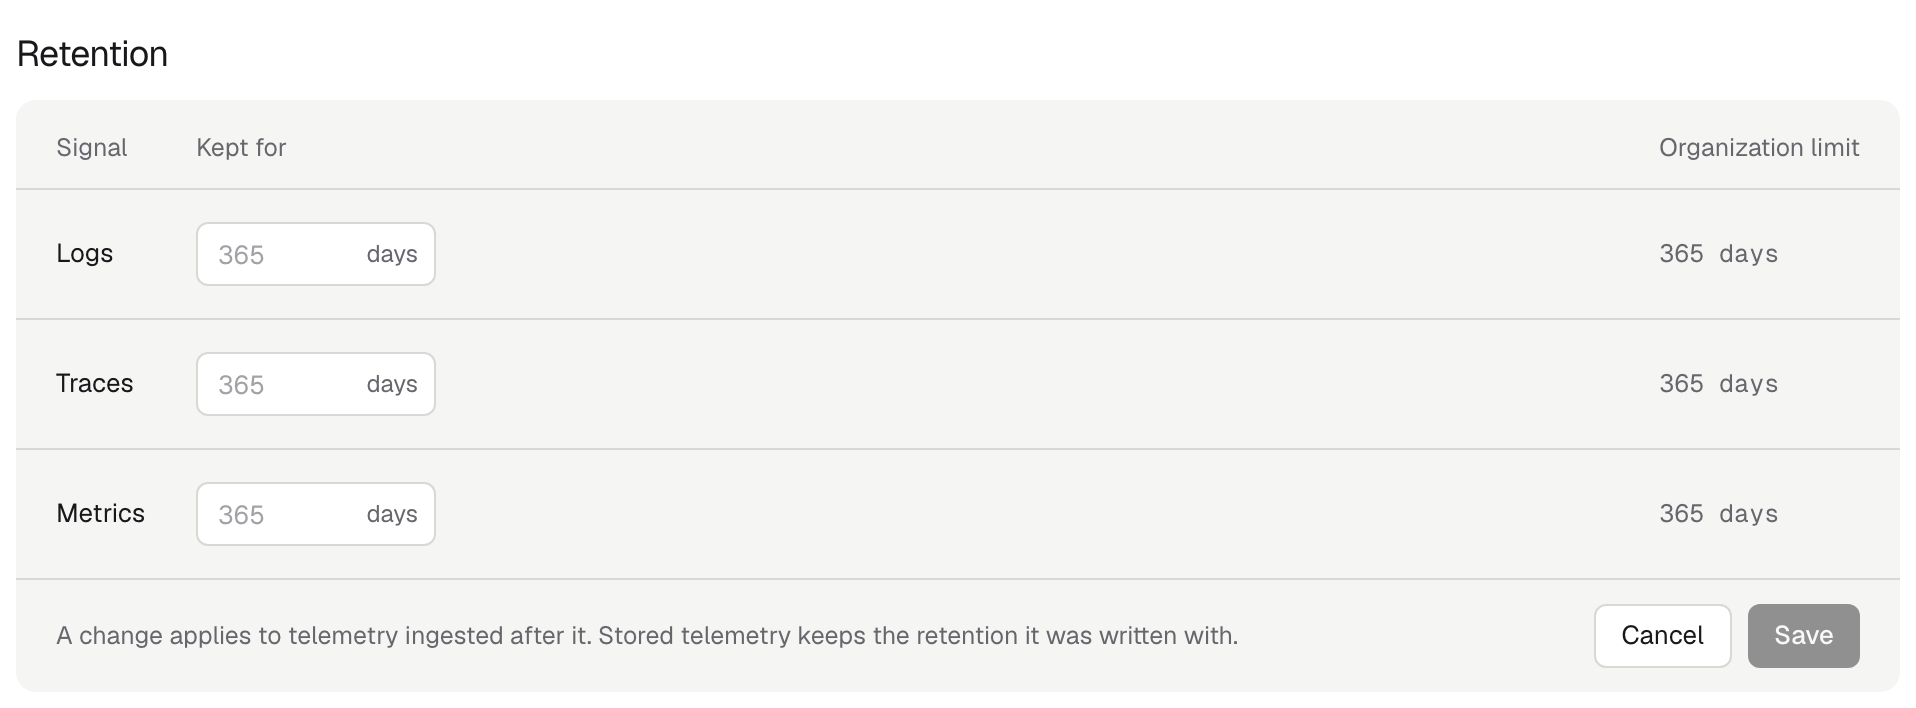 Retention
Signal Kept for Organization limit
Logs 365 days 365 days
Traces 365 days 365 days
Metrics 365 days 365 days
A change applies to telemetry ingested after it. Stored telemetry keeps the retention it was written with. Cancel Save